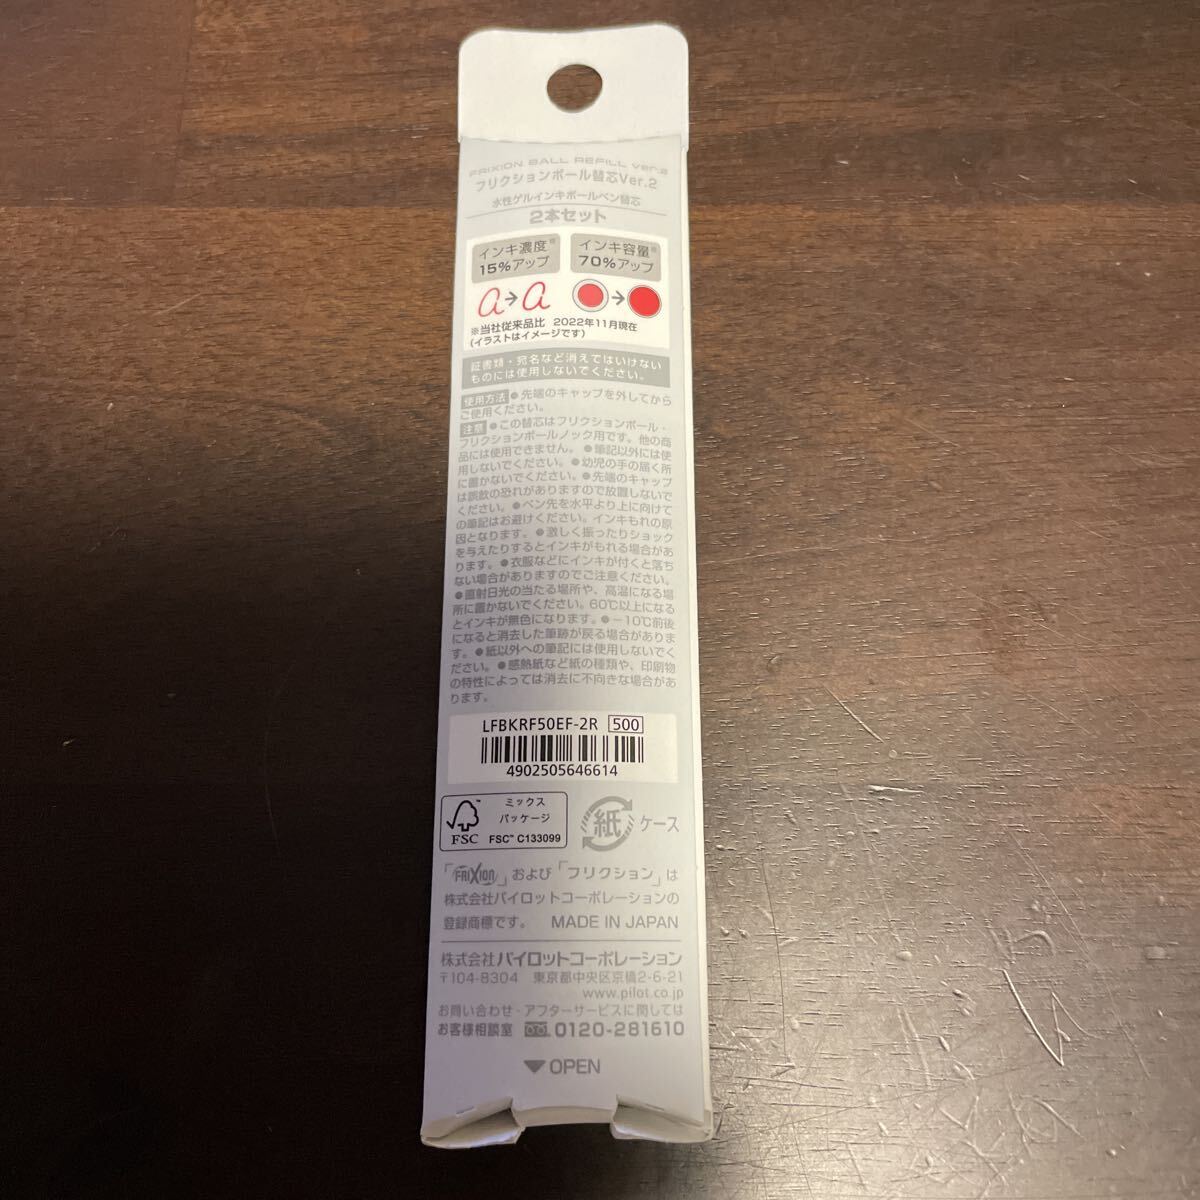 FRIXION BALL REFILL ver.2
フリクションボール替芯Ver.2
水性ゲルインキボールペン替芯
2本セット
インキ濃度※
15%アップ
インキ容量※
70%アップ
a→a
※当社従来品比 2022年11月現在
(イラストはイメージです)
証書類・宛名など消えてはいけない
ものには使用しないでください。
使用方法 ●先端のキャップを外してから
ご使用ください。
注意 ●この替芯はフリクションボール・
フリクションボールノック用です。他の商
品には使用できません。●筆記以外には使
用しないでください。●幼児の手の届く所
に置かないでください。●先端のキャップ
は誤飲の恐れがありますので放置しないで
ください。●ペン先を水平より上に向けて
の筆記はお避けください。インキもれの原
因となります。●激しく振ったりショック
を与えたりするとインキがもれる場合があ
ります。●衣服などにインキが付くと落ち
ない場合がありますのでご注意ください。
●直射日光の当たる場所や、高温になる場
所に置かないでください。60℃以上になる
とインキが無色になります。●－10℃前後
になると消去した筆跡が戻る場合がありま
す。●紙以外への筆記には使用しないでく
ださい。●感熱紙など紙の種類や、印刷物
の特性によっては消去に不向きな場合があ
ります。
LFBKRF50EF-2R 500
4902505646614
FSC
ミックス
パッケージ
FSC™ C133099
紙 ケース
「FRIXION」および「フリクション」は
株式会社パイロットコーポレーションの
登録商標です。 MADE IN JAPAN
株式会社パイロットコーポレーション
〒104-8304 東京都中央区京橋2-6-21
www.pilot.co.jp
お問い合わせ・アフターサービスに関しては
お客様相談室 0120-281610
▼OPEN